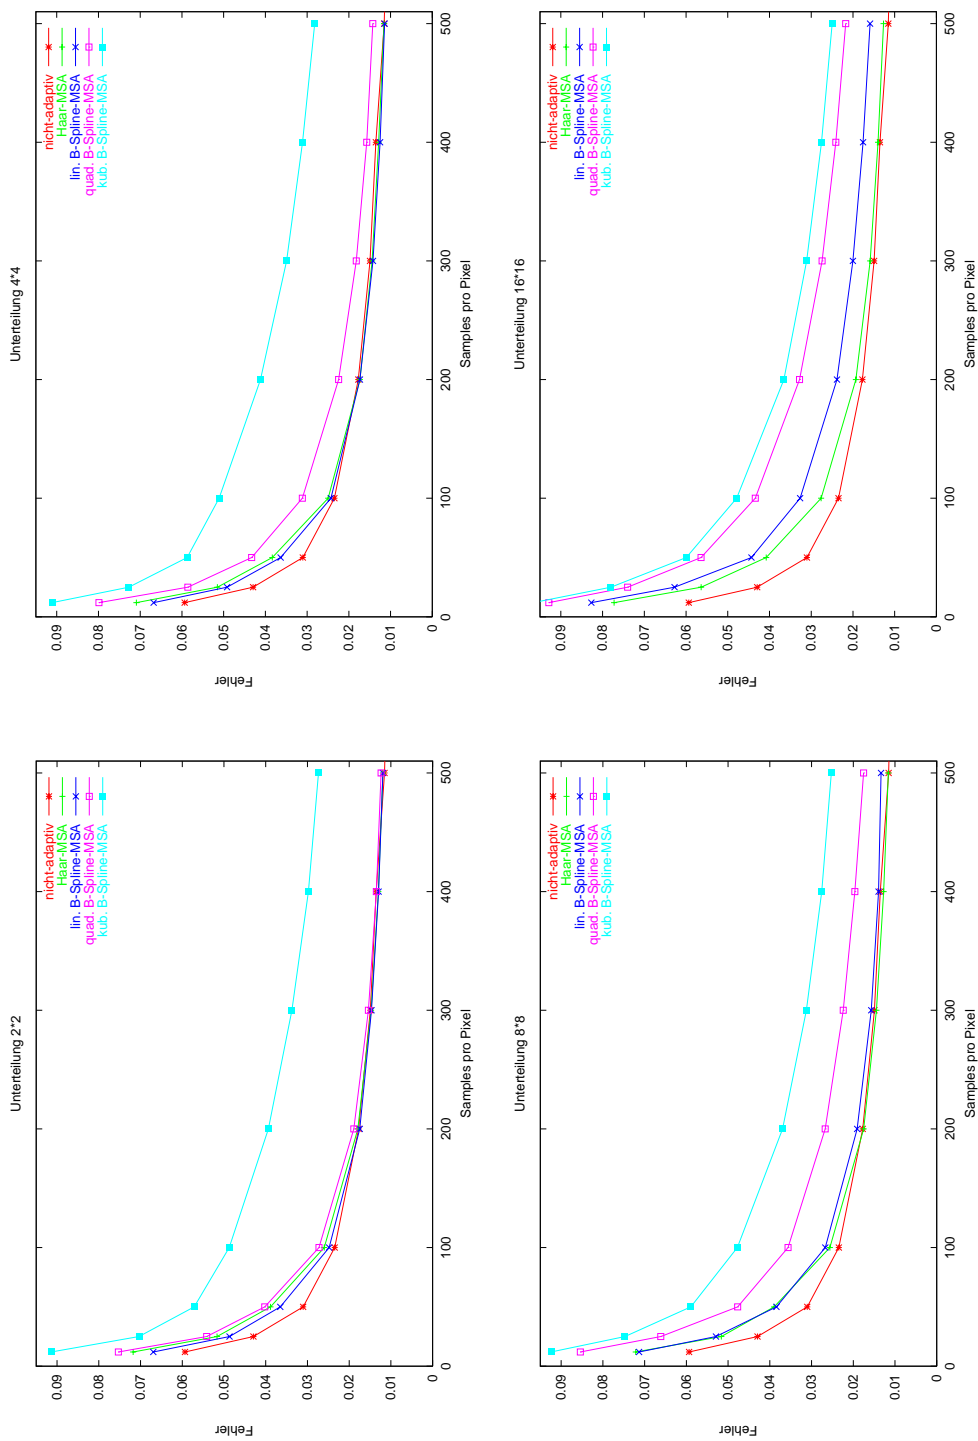 Unterteilung 2*2
nicht-adaptiv
Haar-MSA
lin. B-Spline-MSA
quad. B-Spline-MSA
kub. B-Spline-MSA
Fehler
0.09
0.08
0.07
0.06
0.05
0.04
0.03
0.02
0.01
0
0
100
200
300
400
500
Samples pro Pixel
Unterteilung 4*4
nicht-adaptiv
Haar-MSA
lin. B-Spline-MSA
quad. B-Spline-MSA
kub. B-Spline-MSA
Fehler
0.09
0.08
0.07
0.06
0.05
0.04
0.03
0.02
0.01
0
0
100
200
300
400
500
Samples pro Pixel
Unterteilung 8*8
nicht-adaptiv
Haar-MSA
lin. B-Spline-MSA
quad. B-Spline-MSA
kub. B-Spline-MSA
Fehler
0.09
0.08
0.07
0.06
0.05
0.04
0.03
0.02
0.01
0
0
100
200
300
400
500
Samples pro Pixel
Unterteilung 16*16
nicht-adaptiv
Haar-MSA
lin. B-Spline-MSA
quad. B-Spline-MSA
kub. B-Spline-MSA
Fehler
0.09
0.08
0.07
0.06
0.05
0.04
0.03
0.02
0.01
0
0
100
200
300
400
500
Samples pro Pixel